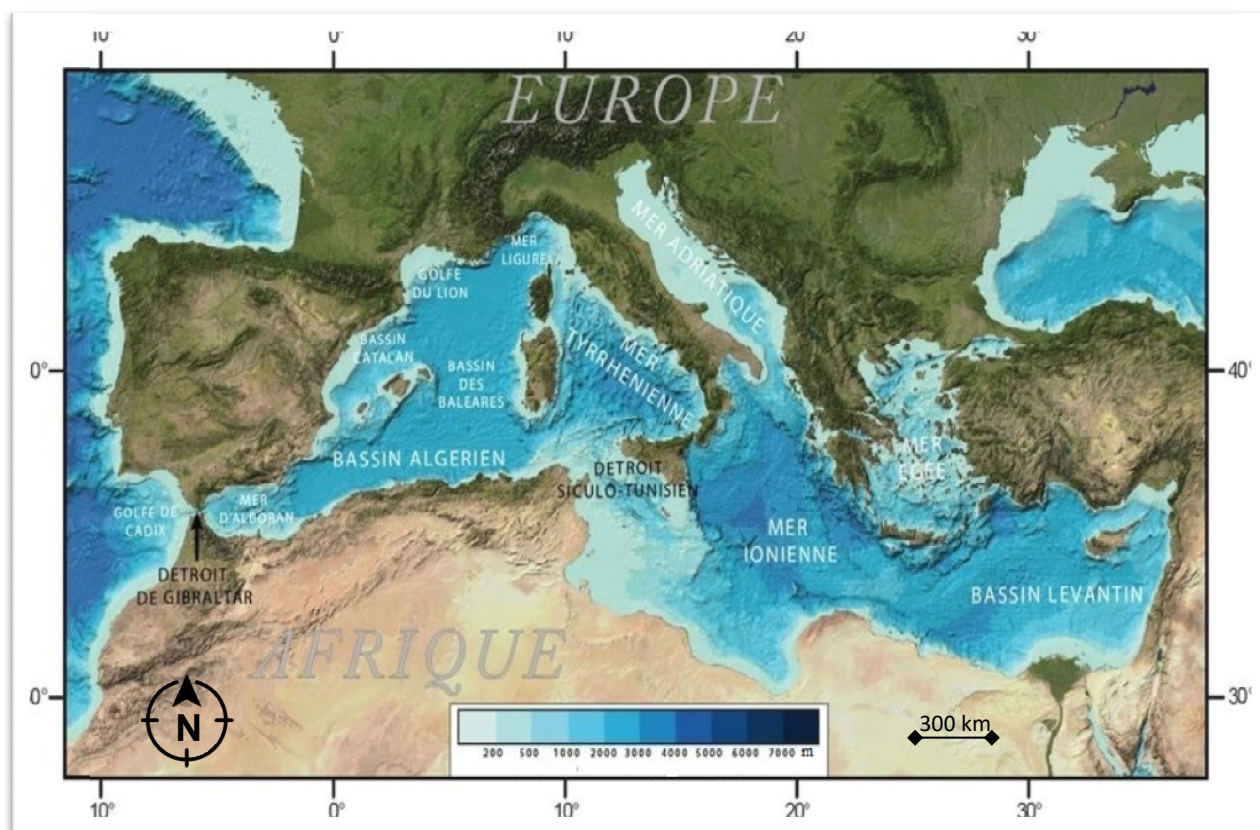 10° 0° 10° 20° 30°
EUROPE
MER ADRIATIQUE
MER
LIGURE
GOLFE
DU LION
BASSIN
CATALAN
MER
TYRRHENIENNE
BASSIN
DES
BALEARES
0° 40°
BASSIN ALGERIEN
DETROIT
SICULO-TUNISIEN
MER
EGEE
GOLFE DE
CADIX
MER
D'ALBORAN
MER
IONIENNE
DETROIT
DE GIBRALTAR
BASSIN LEVANTIN
AFRIQUE
0° 30°
N
300 km
200 500 1000 2000 3000 4000 5000 6000 7000 m
10° 0° 10° 20° 30°